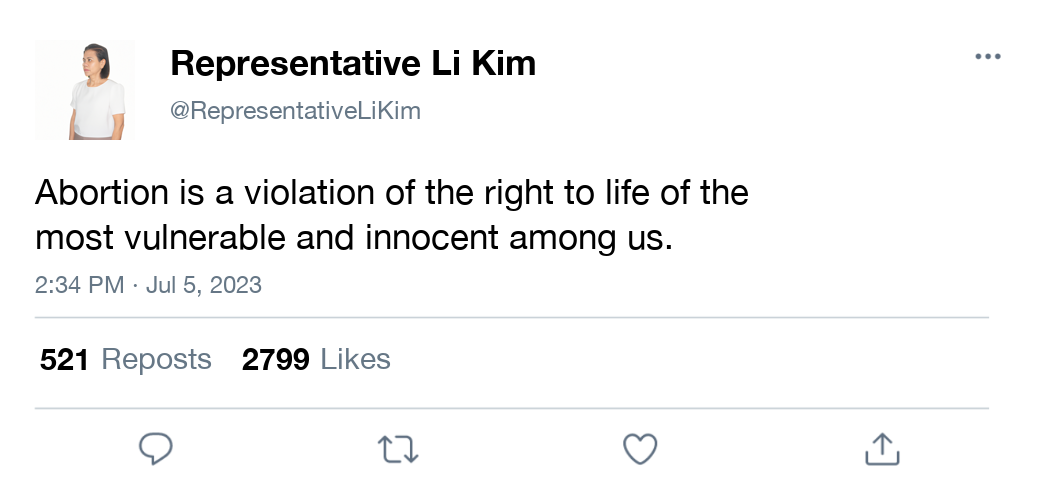 Representative Li Kim
@RepresentativeLiKim
Abortion is a violation of the right to life of the
most vulnerable and innocent among us.
2:34 PM · Jul 5, 2023
521 Reposts 2799 Likes